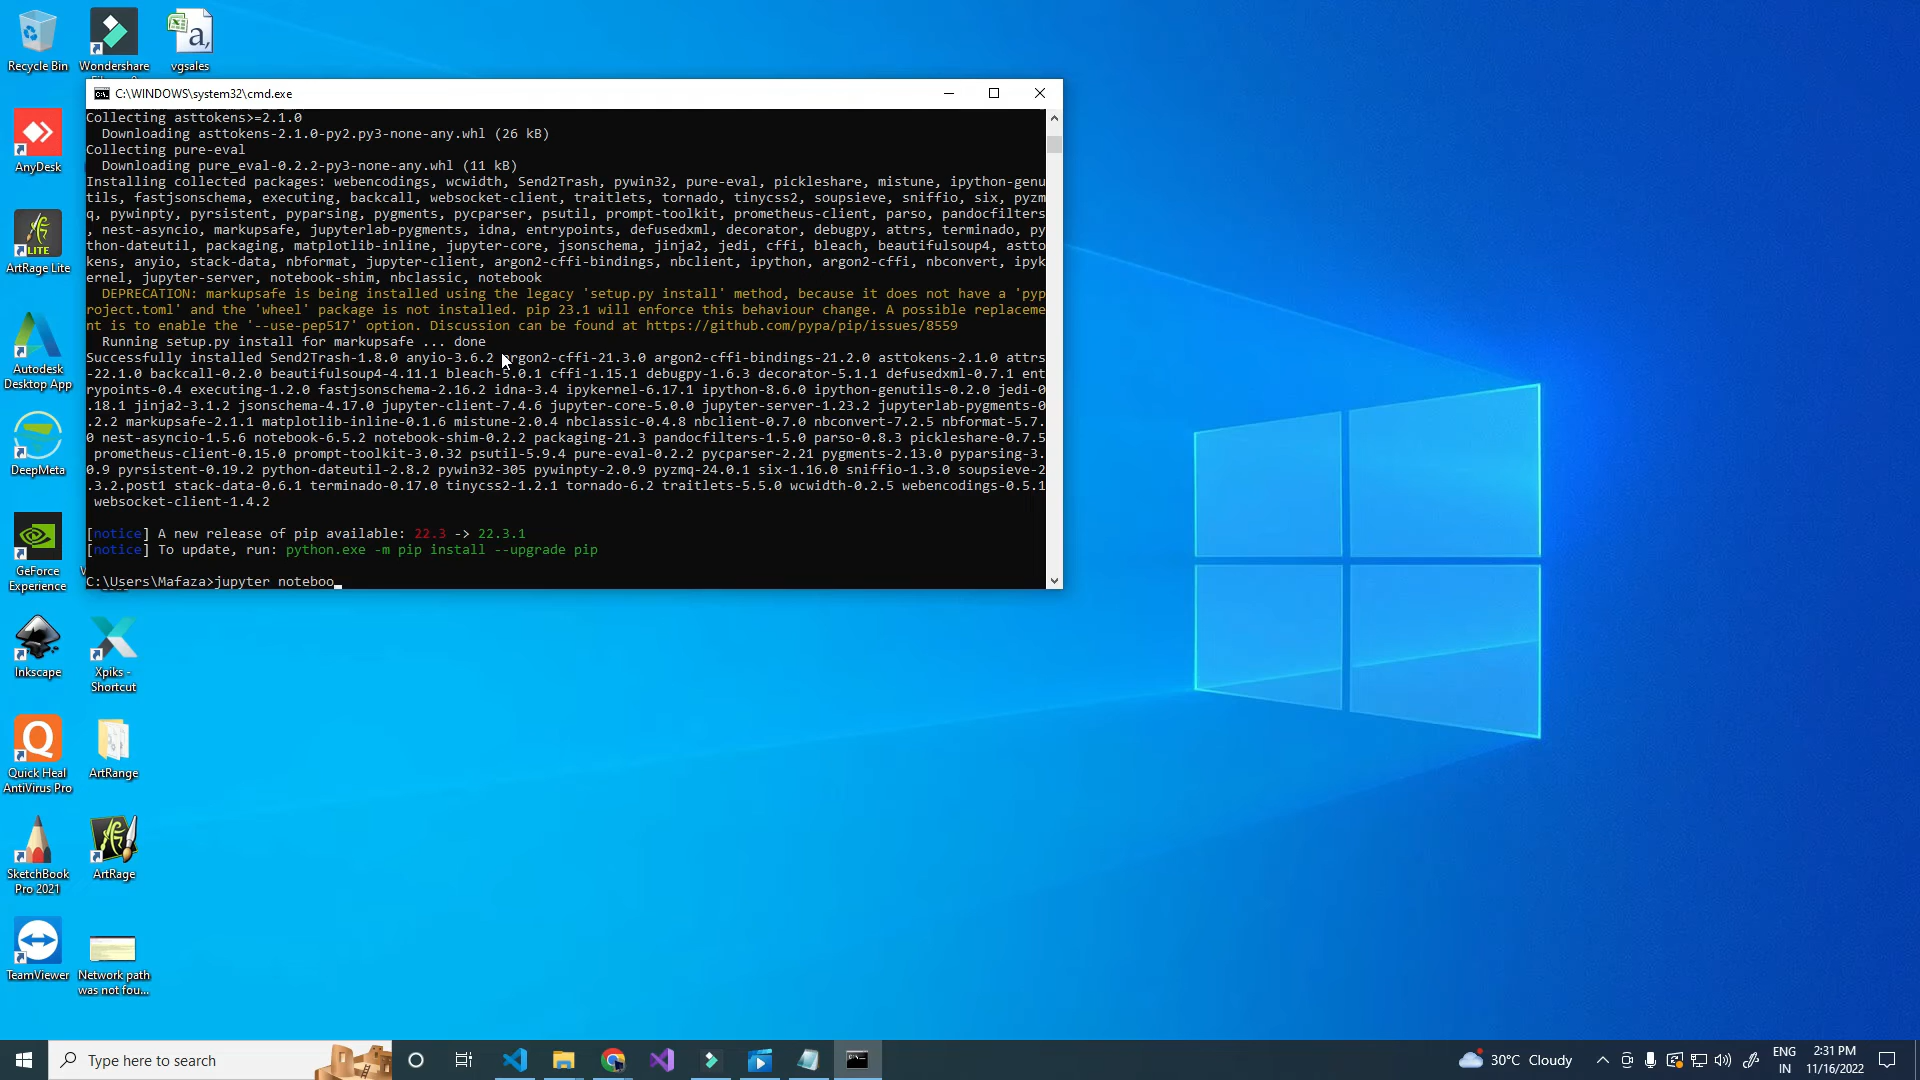 Recycle Bin
Wondershare
vgsales
AnyDesk
LITE
ArtRage Lite
Autodesk
Desktop App
DeepMeta
GeForce
Experience
Inkscape
Xpiks -
Shortcut
Quick Heal
AntiVirus Pro
ArtRange
SketchBook
Pro 2021
ArtRage
TeamViewer
Network path
was not fou...
C:\WINDOWS\system32\cmd.exe
Collecting asttokens>=2.1.0
Downloading asttokens-2.1.0-py2.py3-none-any.whl (26 kB)
Collecting pure-eval
Downloading pure_eval-0.2.2-py3-none-any.whl (11 kB)
Installing collected packages: webencodings, wcwidth, Send2Trash, pywin32, pure-eval, pickleshare, mistune, ipython-genu
tils, fastjsonschema, executing, backcall, websocket-client, traitlets, tornado, tinycss2, soupsieve, sniffio, six, pyzm
q, pywinpty, pyrsistent, pyparsing, pygments, pycparser, psutil, prompt-toolkit, prometheus-client, parso, pandocfilters
, nest-asyncio, markupsafe, jupyterlab-pygments, idna, entrypoints, defusedxml, decorator, debugpy, attrs, terminado, py
thon-dateutil, packaging, matplotlib-inline, jupyter-core, jsonschema, jinja2, jedi, cffi, bleach, beautifulsoup4, astto
kens, anyio, stack-data, nbformat, jupyter-client, argon2-cffi-bindings, nbclient, ipython, argon2-cffi, nbconvert, ipyk
ernel, jupyter-server, notebook-shim, nbclassic, notebook
DEPRECATION: markupsafe is being installed using the legacy 'setup.py install' method, because it does not have a 'pyp
roject.toml' and the 'wheel' package is not installed. pip 23.1 will enforce this behaviour change. A possible replaceme
nt is to enable the '--use-pep517' option. Discussion can be found at https://github.com/pypa/pip/issues/8559
Running setup.py install for markupsafe ... done
Successfully installed Send2Trash-1.8.0 anyio-3.6.2 argon2-cffi-21.3.0 argon2-cffi-bindings-21.2.0 asttokens-2.1.0 attrs
-22.1.0 backcall-0.2.0 beautifulsoup4-4.11.1 bleach-5.0.1 cffi-1.15.1 debugpy-1.6.3 decorator-5.1.1 defusedxml-0.7.1 ent
rypoints-0.4 executing-1.2.0 fastjsonschema-2.16.2 idna-3.4 ipykernel-6.17.1 ipython-8.6.0 ipython-genutils-0.2.0 jedi-0
.18.1 jinja2-3.1.2 jsonschema-4.17.0 jupyter-client-7.4.6 jupyter-core-5.0.0 jupyter-server-1.23.2 jupyterlab-pygments-0
.2.2 markupsafe-2.1.1 matplotlib-inline-0.1.6 mistune-2.0.4 nbclassic-0.4.8 nbclient-0.7.0 nbconvert-7.2.5 nbformat-5.7.
0 nest-asyncio-1.5.6 notebook-6.5.2 notebook-shim-0.2.2 packaging-21.3 pandocfilters-1.5.0 parso-0.8.3 pickleshare-0.7.5
prometheus-client-0.15.0 prompt-toolkit-3.0.32 psutil-5.9.4 pure-eval-0.2.2 pycparser-2.21 pygments-2.13.0 pyparsing-3.
0.9 pyrsistent-0.19.2 python-dateutil-2.8.2 pywin32-305 pywinpty-2.0.9 pyzmq-24.0.1 six-1.16.0 sniffio-1.3.0 soupsieve-2
.3.2.post1 stack-data-0.6.1 terminado-0.17.0 tinycss2-1.2.1 tornado-6.2 traitlets-5.5.0 wcwidth-0.2.5 webencodings-0.5.1
websocket-client-1.4.2
[notice] A new release of pip available: 22.3 -> 22.3.1
[notice] To update, run: python.exe -m pip install --upgrade pip
C:\Users\Mafaza>jupyter noteboo_
Type here to search
30°C Cloudy
ENG
IN
2:31 PM
11/16/2022